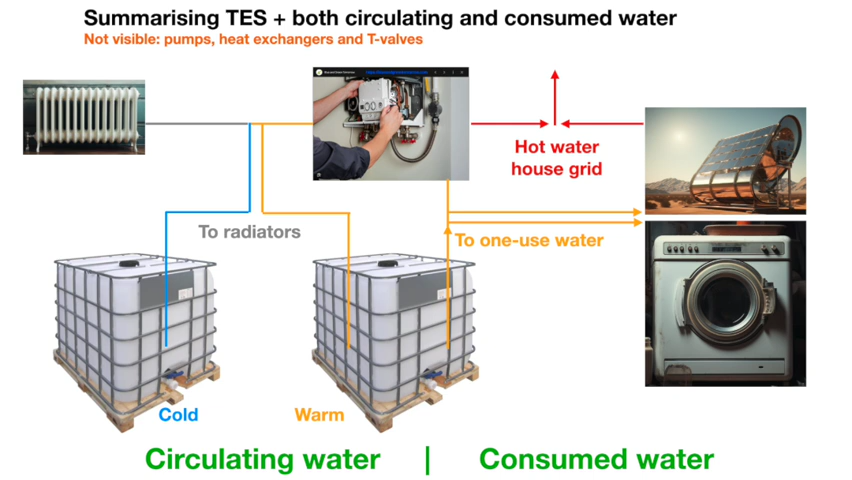 Summarising TES + both circulating and consumed water
Not visible: pumps, heat exchangers and T-valves
Hot water
house grid
To radiators
To one-use water
Cold
Warm
Circulating water | Consumed water